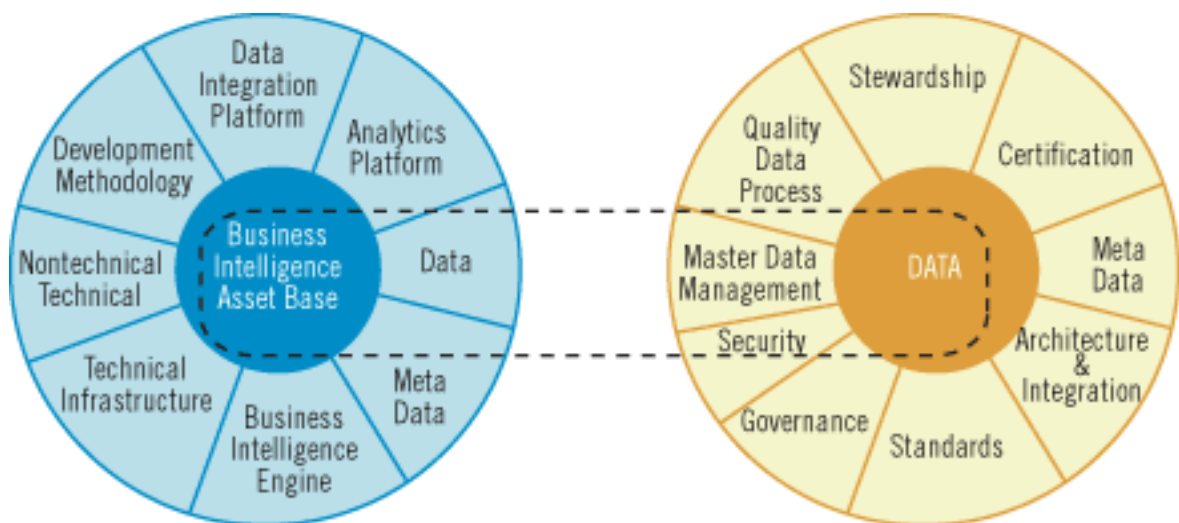 Data
Integration
Platform
Analytics
Platform
Data
Meta
Data
Business
Intelligence
Engine
Technical
Infrastructure
Nontechnical
Technical
Development
Methodology
Business
Intelligence
Asset Base
Stewardship
Certification
Meta
Data
Architecture
&
Integration
Standards
Governance
Security
Master Data
Management
Quality
Data
Process
DATA